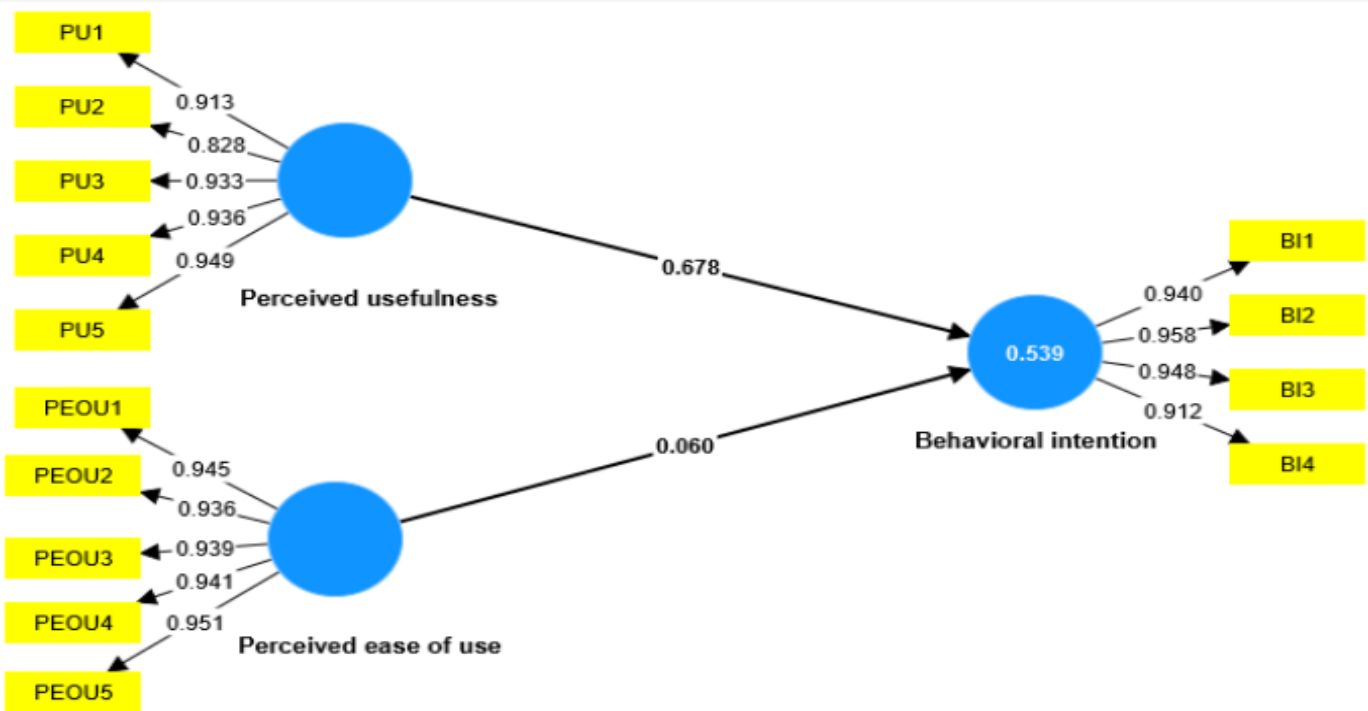 PU1
0.913
PU2
0.828
PU3
0.933
0.936
PU4
0.949
PU5
Perceived usefulness
0.678
PEOU1
0.945
PEOU2
0.936
PEOU3
0.939
0.941
PEOU4
0.951
PEOU5
Perceived ease of use
0.060
0.539
Behavioral intention
BI1
0.940
BI2
0.958
0.948
BI3
0.912
BI4